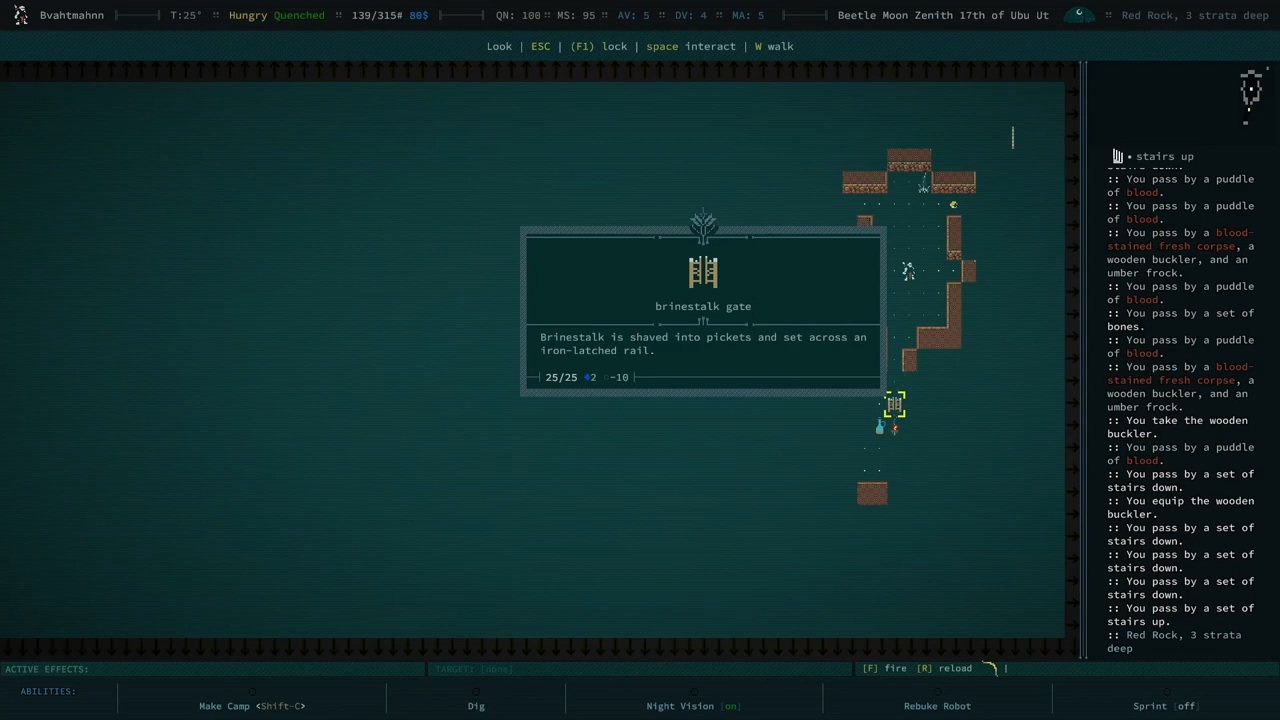 Bvahtmahnn T:25° Hungry Quenched 139/315# 80$ QN: 100 MS: 95 AV: 5 DV: 4 MA: 5 Beetle Moon Zenith 17th of Ubu Ut Red Rock, 3 strata deep
Look | ESC | (F1) lock | space interact | W walk
stairs up
:: You pass by a puddle
of blood.
:: You pass by a puddle
of blood.
:: You pass by a blood-
stained fresh corpse, a
wooden buckler, and an
umber frock.
:: You pass by a puddle
of blood.
:: You pass by a set of
bones.
:: You pass by a puddle
of blood.
:: You pass by a blood-
stained fresh corpse, a
wooden buckler, and an
umber frock.
:: You take the wooden
buckler.
:: You pass by a puddle
of blood.
:: You pass by a set of
stairs down.
:: You equip the wooden
buckler.
:: You pass by a set of
stairs down.
:: You pass by a set of
stairs down.
:: You pass by a set of
stairs down.
:: You pass by a set of
stairs up.
:: Red Rock, 3 strata
deep
brinestalk gate
Brinestalk is shaved into pickets and set across an
iron-latched rail.
25/25 ♦2 -10
ACTIVE EFFECTS: TARGET: [none] [F] fire [R] reload
ABILITIES: Make Camp <Shift-C> Dig Night Vision [on] Rebuke Robot Sprint [off]